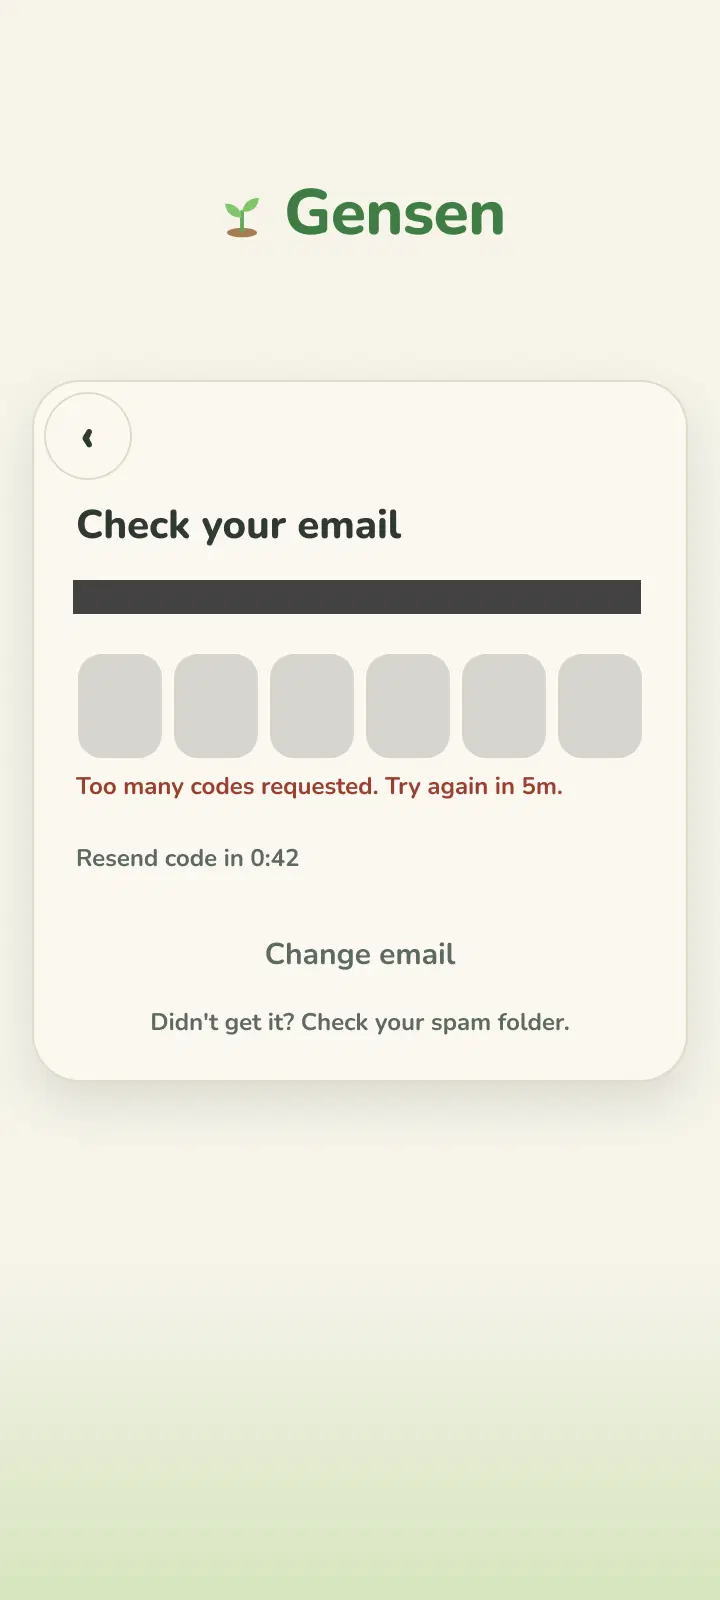 Gensen
Check your email
Too many codes requested. Try again in 5m.
Resend code in 0:42
Change email
Didn't get it? Check your spam folder.